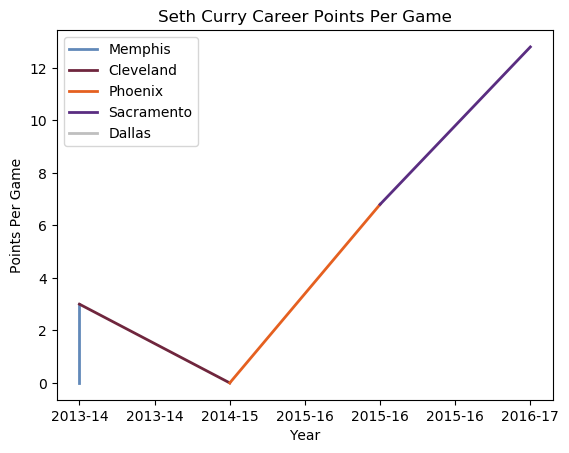 Seth Curry Career Points Per Game
Memphis
Cleveland
Phoenix
Sacramento
Dallas
Points Per Game
12
10
8
6
4
2
0
2013-14 2013-14 2014-15 2015-16 2015-16 2015-16 2016-17
Year